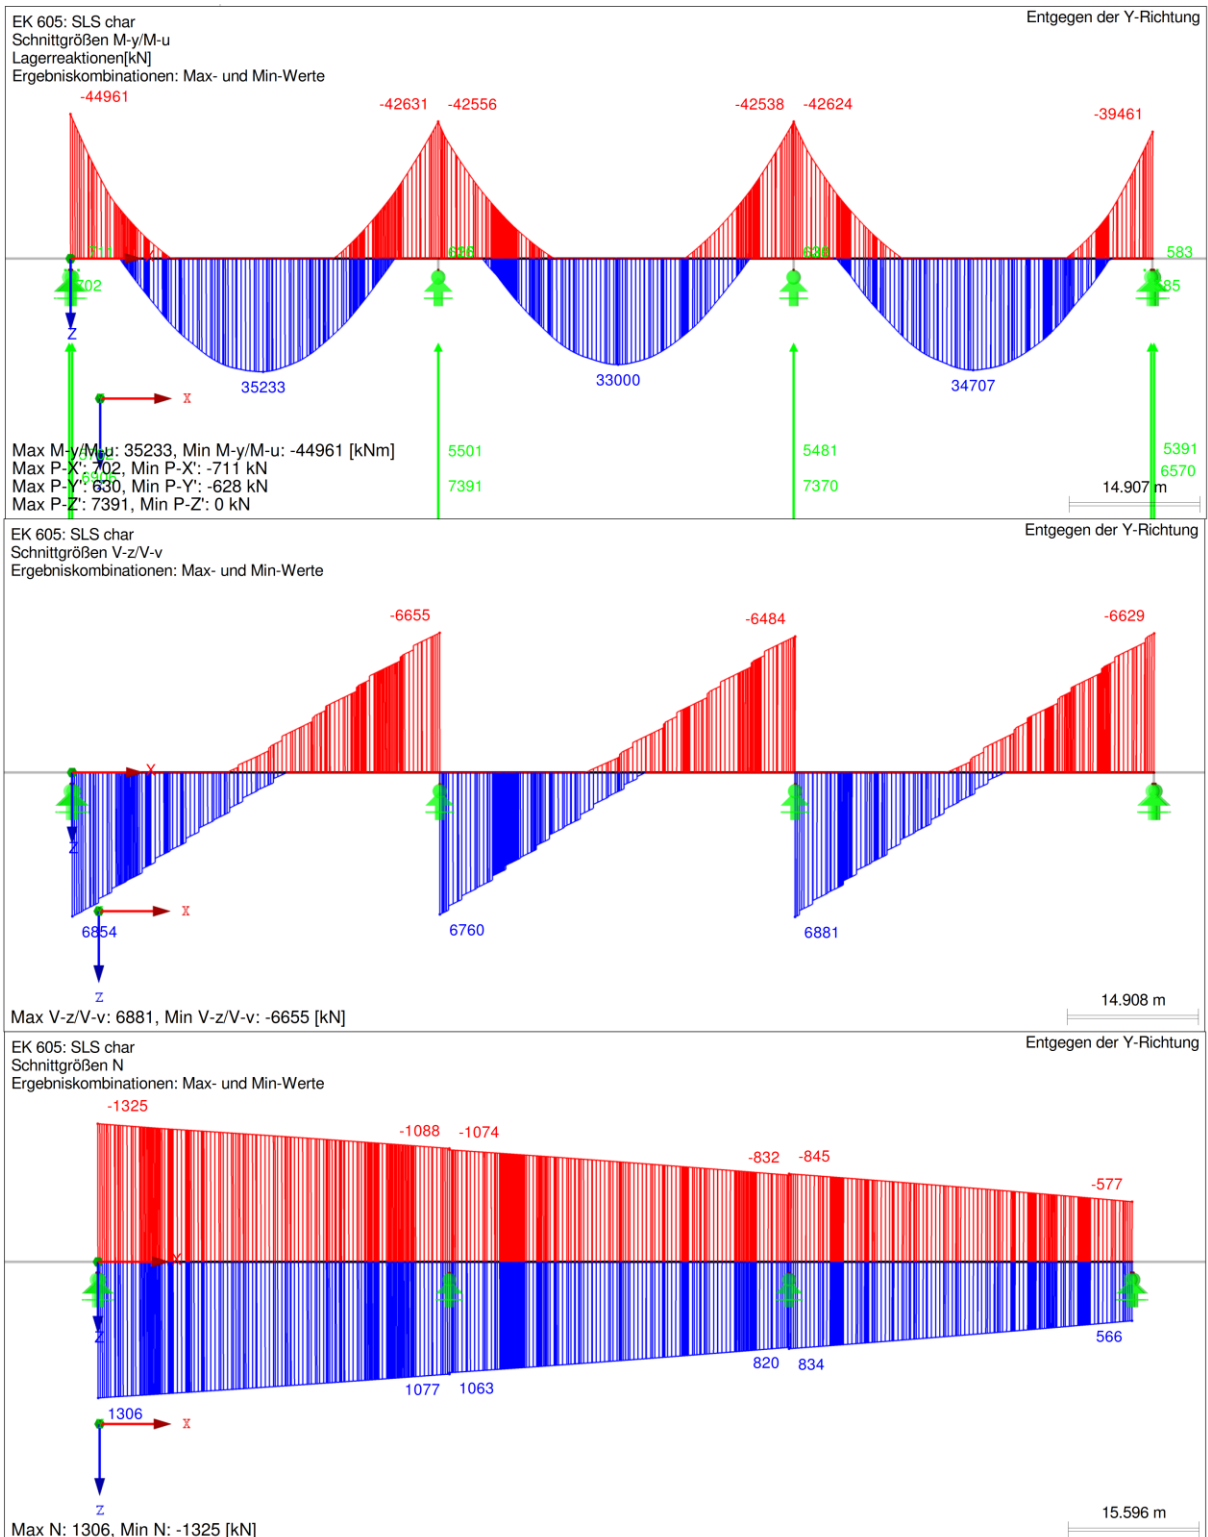 EK 605: SLS char
Entgegen der Y-Richtung
Schnittgrößen M-y/M-u
Lagerreaktionen[kN]
Ergebniskombinationen: Max- und Min-Werte
-44961
-42631
-42556
-42538
-42624
-39461
711
583
702
Z
35233
33000
34707
X
Max M-y/M-u: 35233, Min M-y/M-u: -44961 [kNm]
5501
5481
5391
Max P-X': 702, Min P-X': -711 kN
6906
6570
Max P-Y': 630, Min P-Y': -628 kN
7391
7370
14.907 m
Max P-Z': 7391, Min P-Z': 0 kN
EK 605: SLS char
Entgegen der Y-Richtung
Schnittgrößen V-z/V-v
Ergebniskombinationen: Max- und Min-Werte
-6655
-6484
-6629
X
Z
X
6854
6760
6881
Z
14.908 m
Max V-z/V-v: 6881, Min V-z/V-v: -6655 [kN]
EK 605: SLS char
Entgegen der Y-Richtung
Schnittgrößen N
Ergebniskombinationen: Max- und Min-Werte
-1325
-1088
-1074
-832
-845
-577
X
Z
566
820
834
1077
1063
1306
X
Z
15.596 m
Max N: 1306, Min N: -1325 [kN]